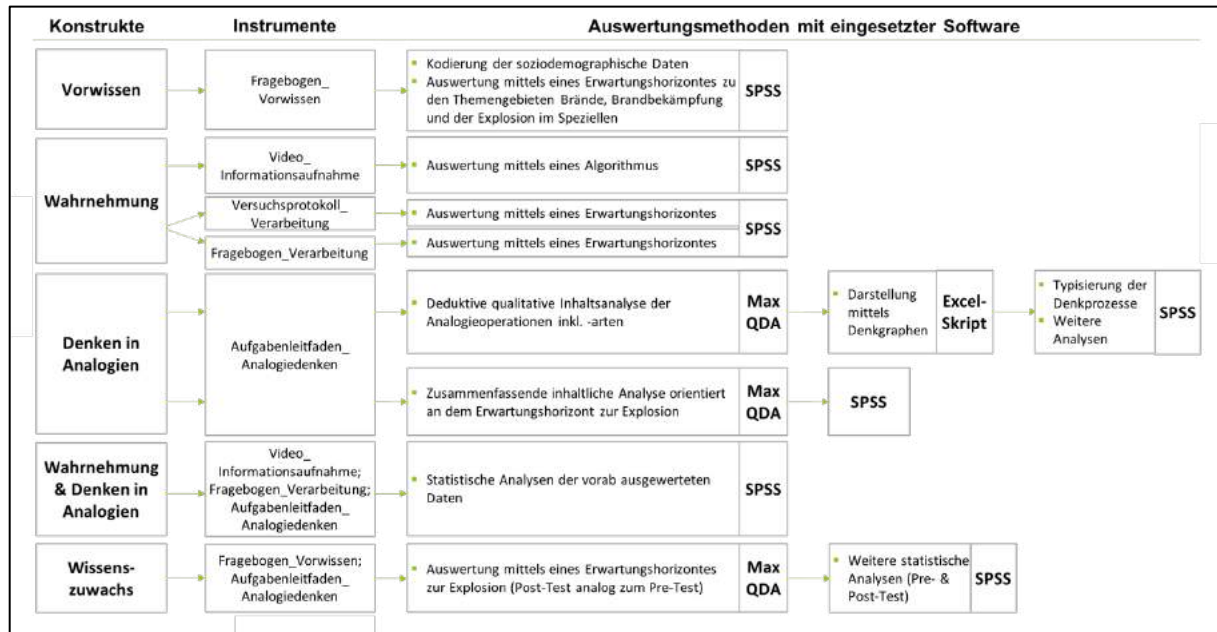 Konstrukte
Instrumente
Auswertungsmethoden mit eingesetzter Software
Vorwissen
Fragebogen_
Vorwissen
Kodierung der soziodemographische Daten
Auswertung mittels eines Erwartungshorizontes zu
den Themengebieten Brände, Brandbekämpfung
und der Explosion im Speziellen
SPSS
Wahrnehmung
Video_
Informationsaufnahme
Auswertung mittels eines Algorithmus
SPSS
Versuchsprotokoll_
Verarbeitung
Auswertung mittels eines Erwartungshorizontes
Fragebogen_Verarbeitung
Auswertung mittels eines Erwartungshorizontes
SPSS
Denken in
Analogien
Aufgabenleitfaden_
Analogiedenken
Deduktive qualitative Inhaltsanalyse der
Analogieoperationen inkl. -arten
Max
QDA
Darstellung
mittels
Denkgraphen
Excel-
Skript
Typisierung der
Denkprozesse
Weitere
Analysen
SPSS
Zusammenfassende inhaltliche Analyse orientiert
an dem Erwartungshorizont zur Explosion
Max
QDA
SPSS
Wahrnehmung
& Denken in
Analogien
Video_
Informationsaufnahme;
Fragebogen_Verarbeitung;
Aufgabenleitfaden_
Analogiedenken
Statistische Analysen der vorab ausgewerteten
Daten
SPSS
Wissens-
zuwachs
Fragebogen_Vorwissen;
Aufgabenleitfaden_
Analogiedenken
Auswertung mittels eines Erwartungshorizontes
zur Explosion (Post-Test analog zum Pre-Test)
Max
QDA
Weitere statistische
Analysen (Pre- &
Post-Test)
SPSS